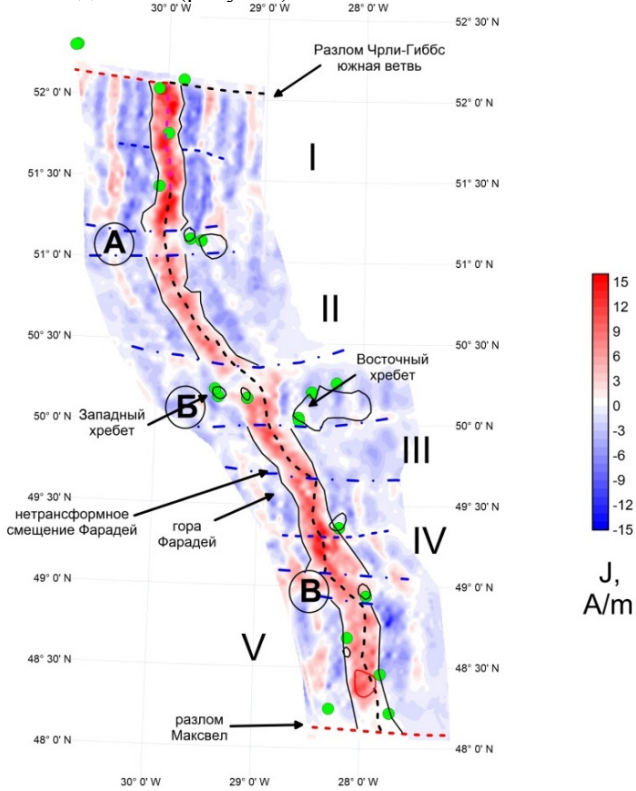 30° 0' W
29° 0' W
28° 0' W
52° 30' N
Разлом Чрли-Гиббс
южная ветвь
52° 0' N
52° 0' N
I
51° 30' N
51° 30' N
А
51° 0' N
51° 0' N
II
50° 30' N
50° 30' N
Восточный
хребет
Западный
хребет
Б
50° 0' N
50° 0' N
III
нетрансформное
смещение Фарадей
гора
Фарадей
49° 30' N
49° 30' N
IV
49° 0' N
49° 0' N
В
V
48° 30' N
48° 30' N
разлом
Максвел
48° 0' N
48° 0' N
30° 0' W
29° 0' W
28° 0' W
15
12
9
6
3
0
-3
-6
-9
-12
-15
J,
A/m